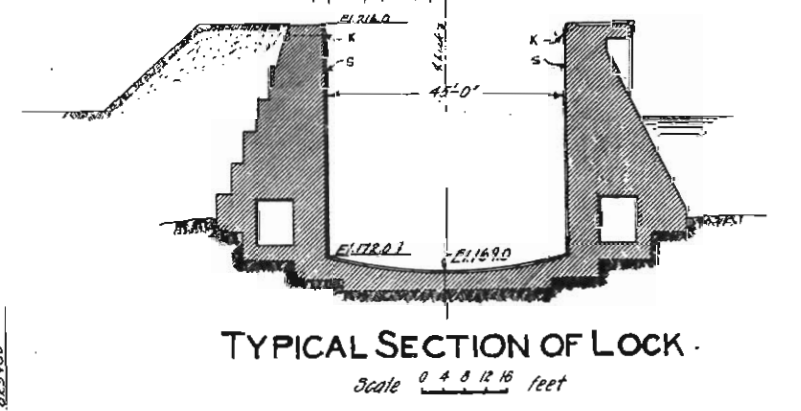 El. 216.0
K K
S S
45'-0"
El. 172.0± El. 169.0
TYPICAL SECTION OF LOCK.
Scale 0 4 8 12 16 feet